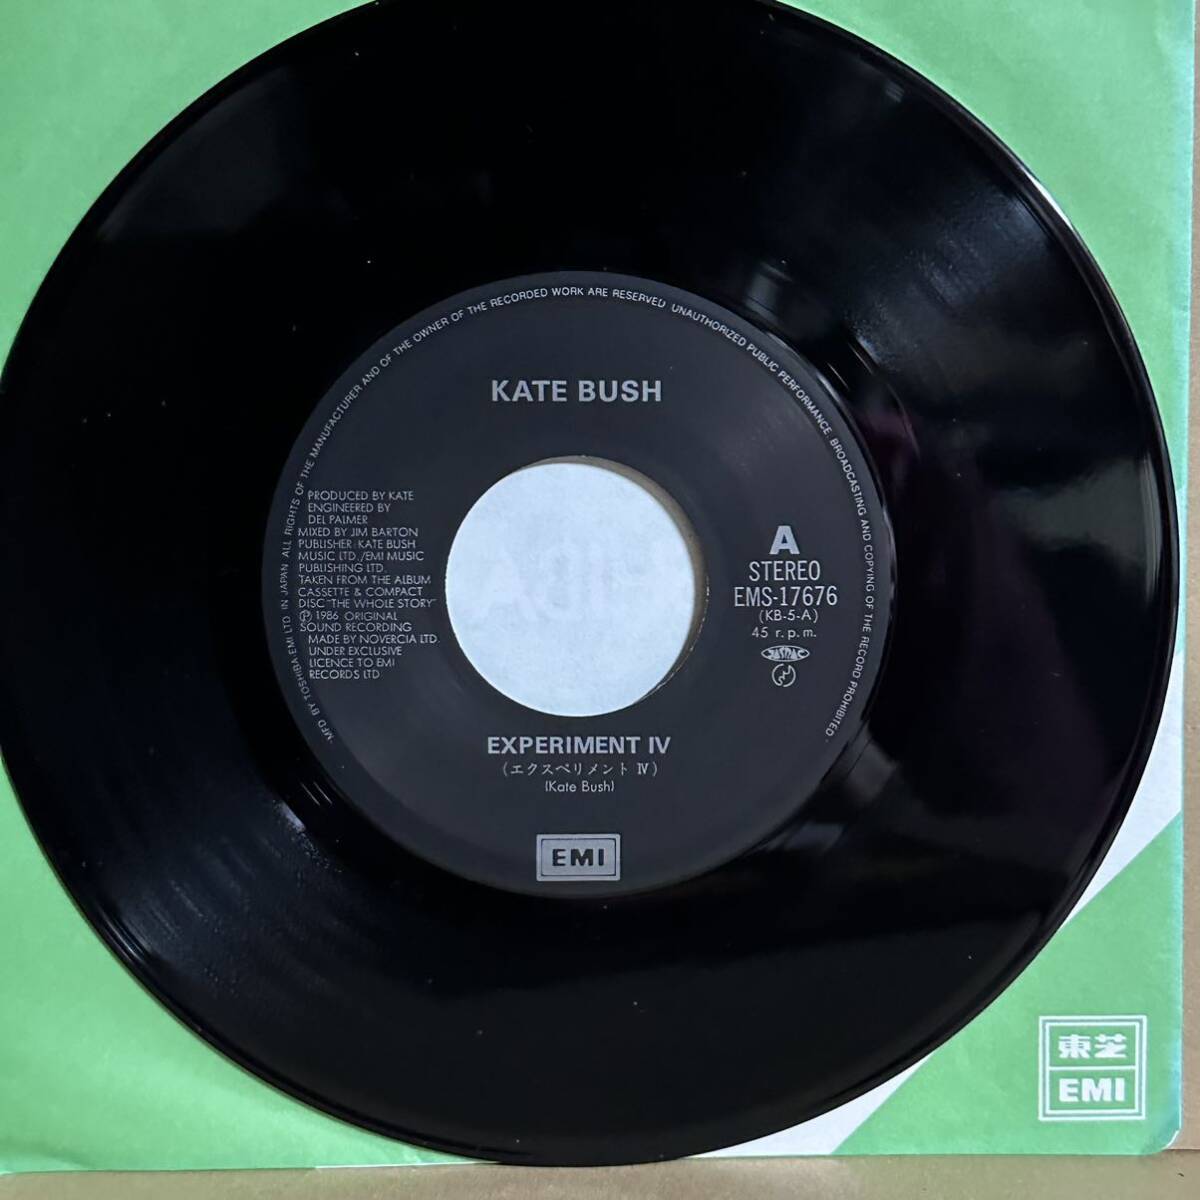 "MFD BY TOSHIBA-EMI LTD. IN JAPAN ALL RIGHTS OF THE MANUFACTURER AND OF THE OWNER OF THE RECORDED WORK ARE RESERVED UNAUTHORIZED PUBLIC PERFORMANCE BROADCASTING AND COPYING OF THE RECORD PROHIBITED"
KATE BUSH
PRODUCED BY KATE
ENGINEERED BY
DEL PALMER
MIXED BY JIM BARTON
PUBLISHER: KATE BUSH
MUSIC LTD./EMI MUSIC
PUBLISHING LTD.
TAKEN FROM THE ALBUM
CASSETTE & COMPACT
DISC "THE WHOLE STORY"
Ⓟ 1986 ORIGINAL
SOUND RECORDING
MADE BY NOVERCIA LTD.
UNDER EXCLUSIVE
LICENCE TO EMI
RECORDS LTD
A
STEREO
EMS-17676
(KB-5-A)
45 r.p.m.
JASRAC
EXPERIMENT IV
(エクスペリメント Ⅳ)
(Kate Bush)
EMI
東芝
EMI